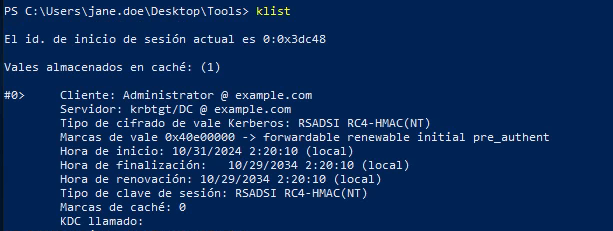 PS C:\Users\jane.doe\Desktop\Tools> klist
El id. de inicio de sesión actual es 0:0x3dc48
Vales almacenados en caché: (1)
#0> Cliente: Administrator @ example.com
Servidor: krbtgt/DC @ example.com
Tipo de cifrado de vale Kerberos: RSADSI RC4-HMAC(NT)
Marcas de vale 0x40e00000 -> forwardable renewable initial pre_authent
Hora de inicio: 10/31/2024 2:20:10 (local)
Hora de finalización: 10/29/2034 2:20:10 (local)
Hora de renovación: 10/29/2034 2:20:10 (local)
Tipo de clave de sesión: RSADSI RC4-HMAC(NT)
Marcas de caché: 0
KDC llamado: